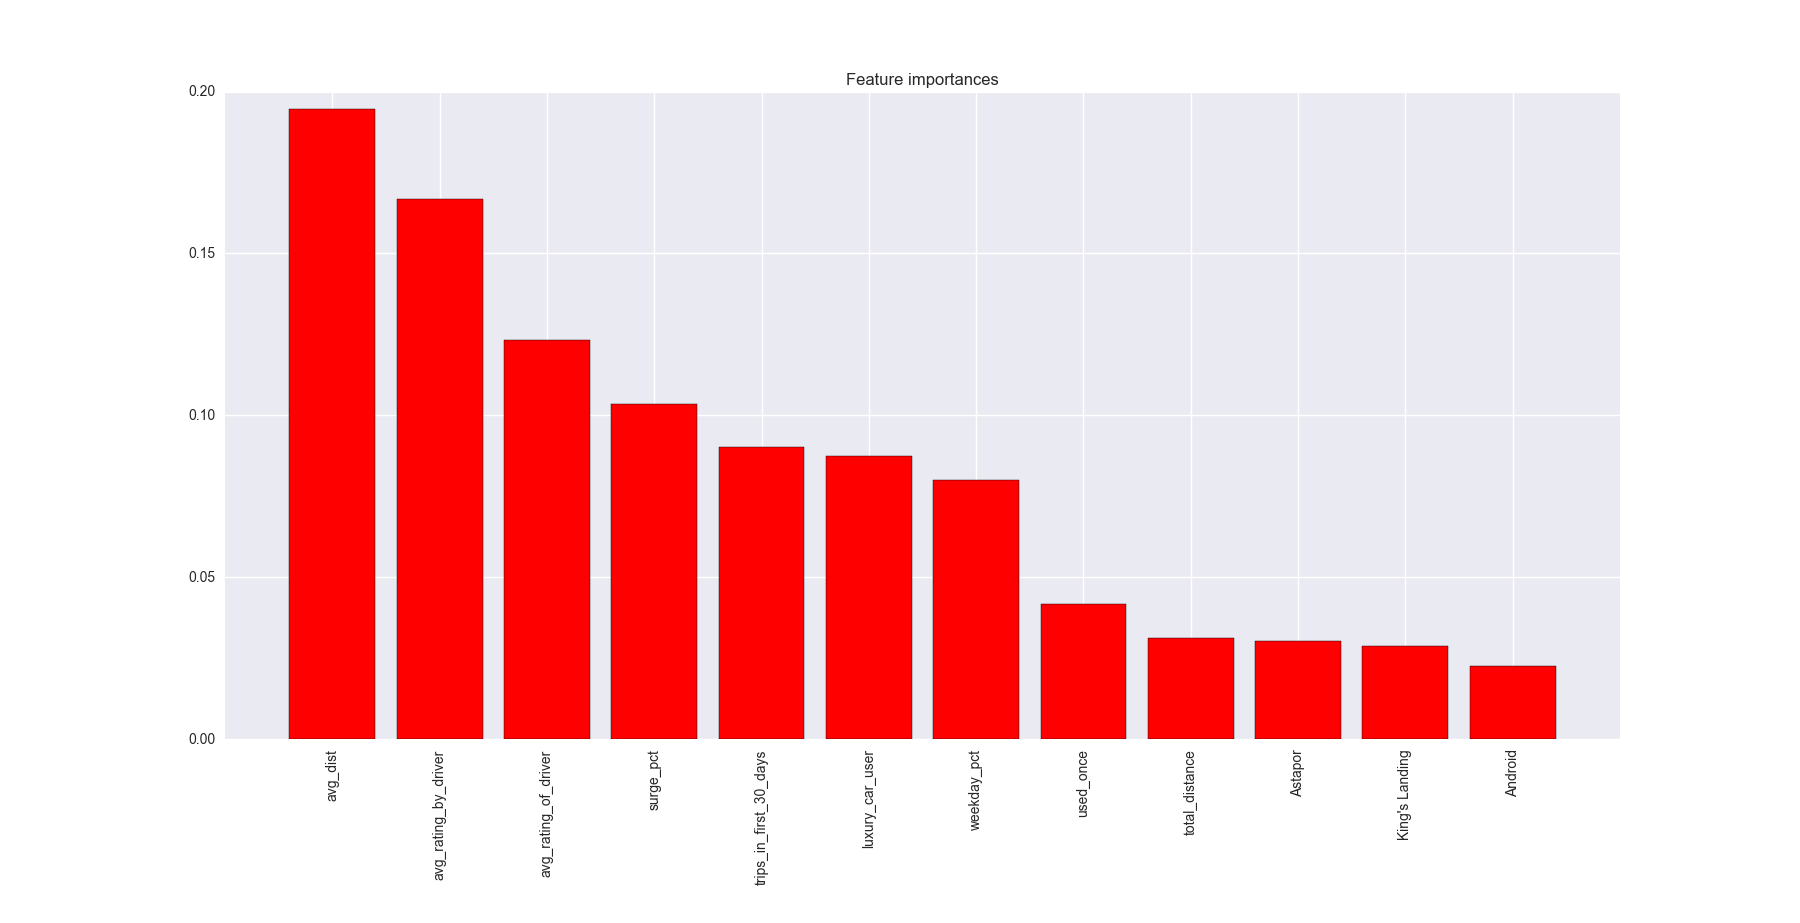 Feature importances
0.20
0.15
0.10
0.05
0.00
avg_dist
avg_rating_by_driver
avg_rating_of_driver
surge_pct
trips_in_first_30_days
luxury_car_user
weekday_pct
used_once
total_distance
Astapor
King's Landing
Android